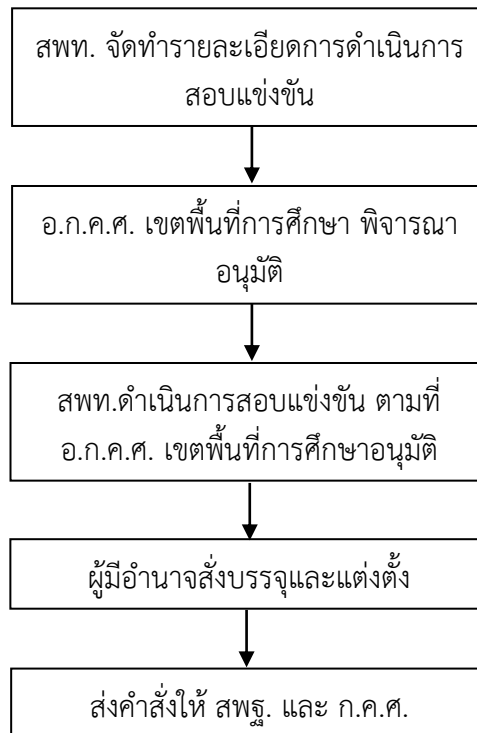 สพท. จัดทำรายละเอียดการดำเนินการ
สอบแข่งขัน
อ.ก.ค.ศ. เขตพื้นที่การศึกษา พิจารณา
อนุมัติ
สพท.ดำเนินการสอบแข่งขัน ตามที่
อ.ก.ค.ศ. เขตพื้นที่การศึกษาอนุมัติ
ผู้มีอำนาจสั่งบรรจุและแต่งตั้ง
ส่งคำสั่งให้ สพฐ. และ ก.ค.ศ.